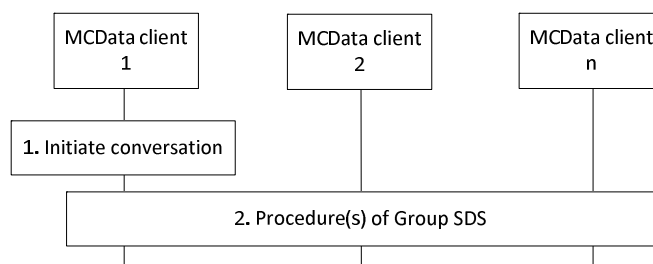 MCData client
1
MCData client
2
MCData client
n
1. Initiate conversation
2. Procedure(s) of Group SDS